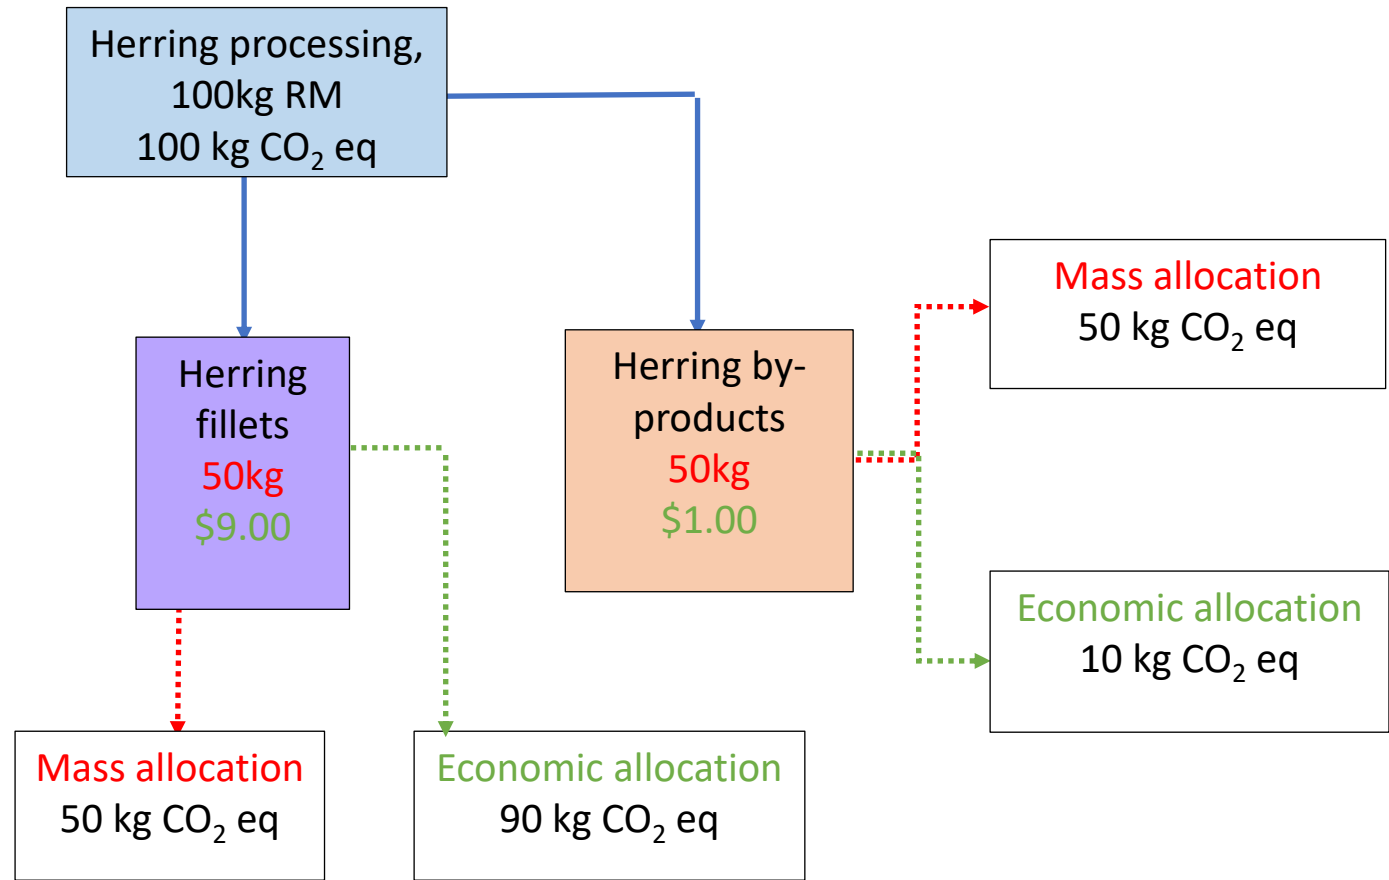 Herring processing,
100kg RM
100 kg CO₂ eq
Herring
fillets
50kg
$9.00
Herring by-
products
50kg
$1.00
Mass allocation
50 kg CO₂ eq
Economic allocation
10 kg CO₂ eq
Mass allocation
50 kg CO₂ eq
Economic allocation
90 kg CO₂ eq